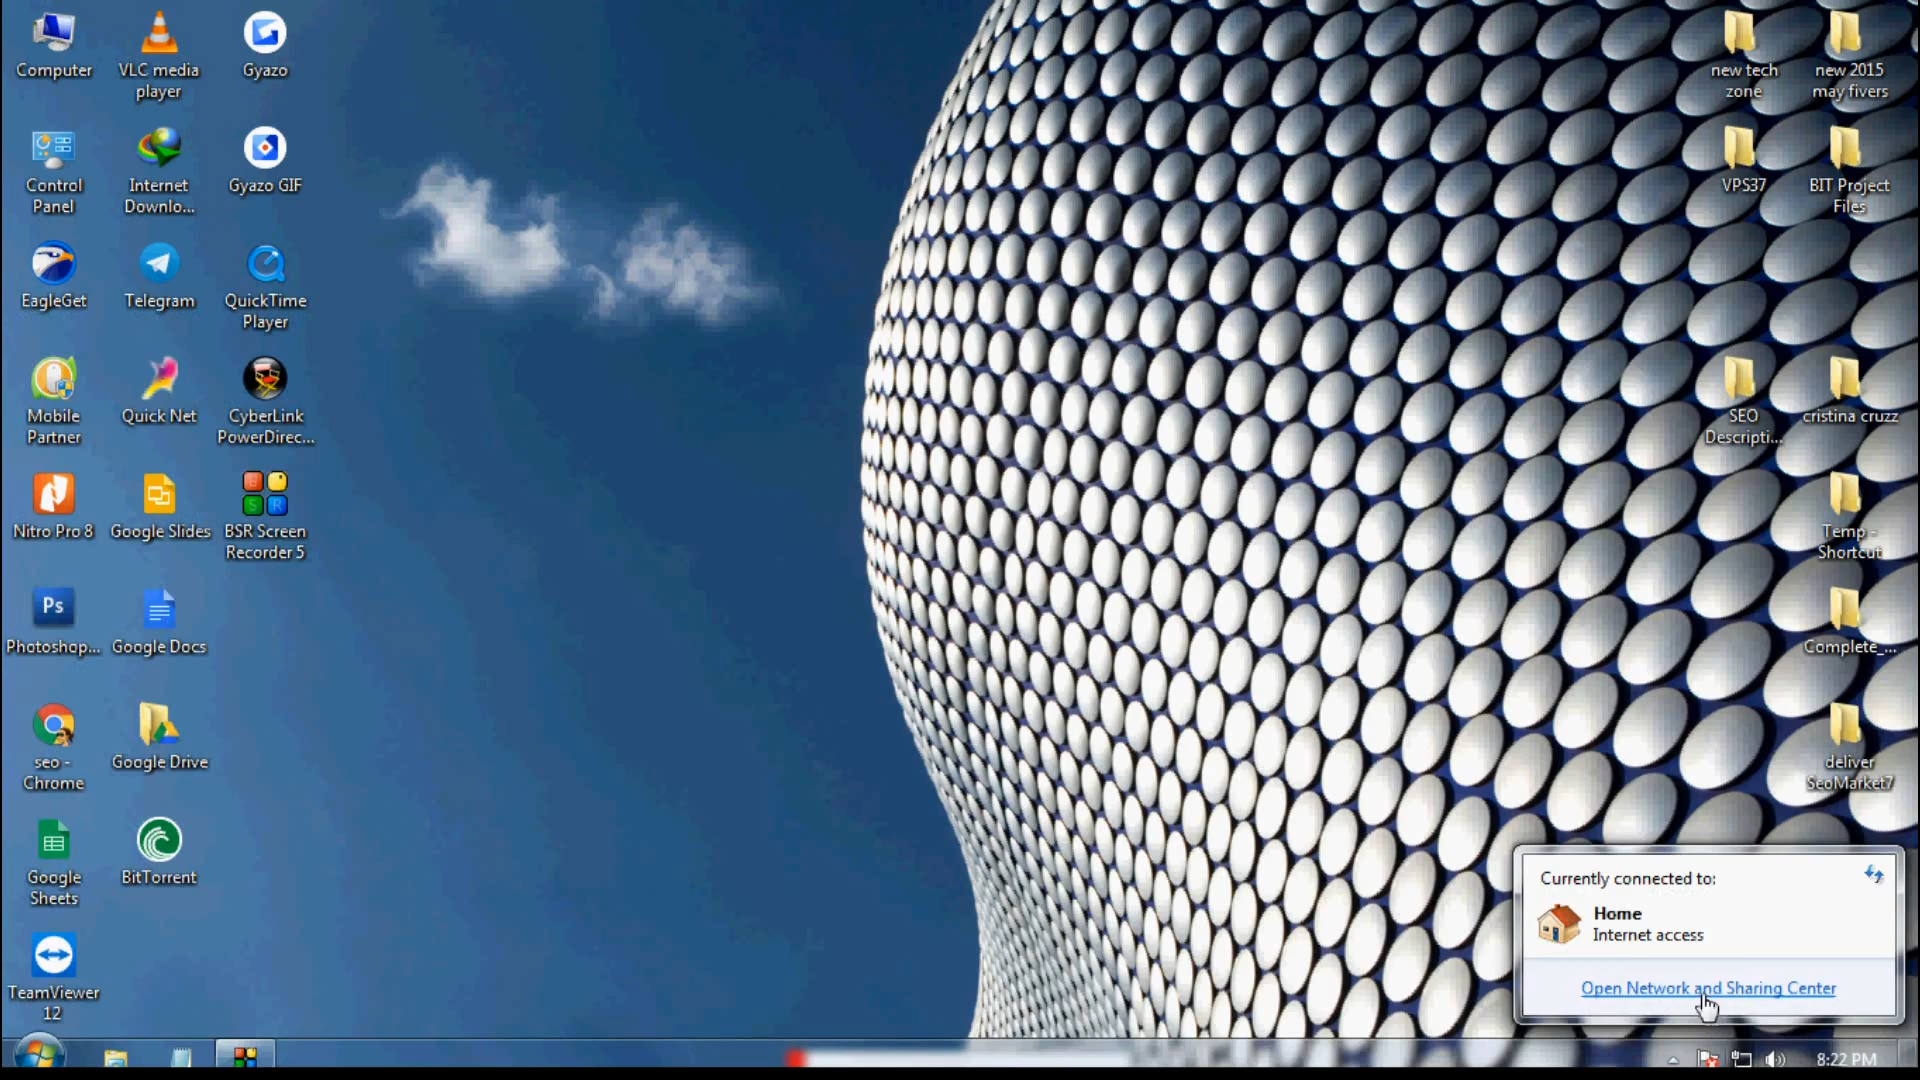 Computer
VLC media
player
Gyazo
Control
Panel
Internet
Downlo...
Gyazo GIF
EagleGet
Telegram
QuickTime
Player
Mobile
Partner
Quick Net
CyberLink
PowerDirec...
Nitro Pro 8
Google Slides
BSR Screen
Recorder 5
Ps
Photoshop...
Google Docs
seo -
Chrome
Google Drive
Google
Sheets
BitTorrent
TeamViewer
12
new tech
zone
new 2015
may fivers
VPS37
BIT Project
Files
SEO
Descripti...
cristina cruzz
Temp -
Shortcut
Complete_...
deliver
SeoMarket7
Currently connected to:
Home
Internet access
Open Network and Sharing Center
8:22 PM